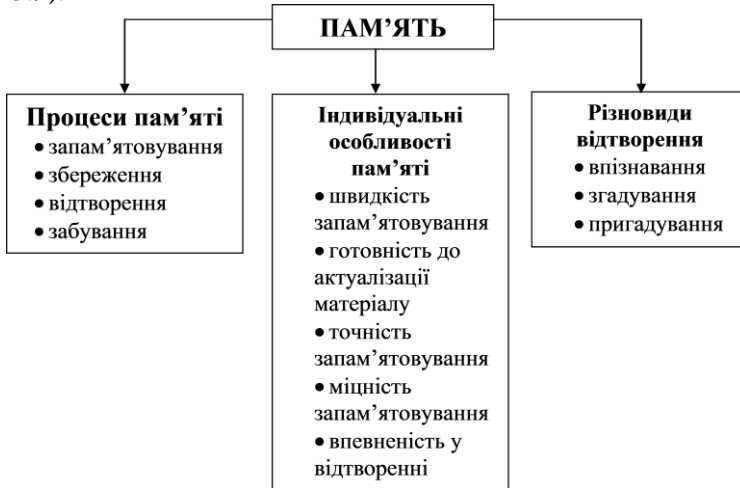 ПАМ’ЯТЬ
Процеси пам’яті
• запам’ятовування
• збереження
• відтворення
• забування
Індивідуальні
особливості
пам’яті
• швидкість
запам’ятовування
• готовність до
актуалізації
матеріалу
• точність
запам’ятовування
• міцність
запам’ятовування
• впевненість у
відтворенні
Різновиди
відтворення
• впізнавання
• згадування
• пригадування